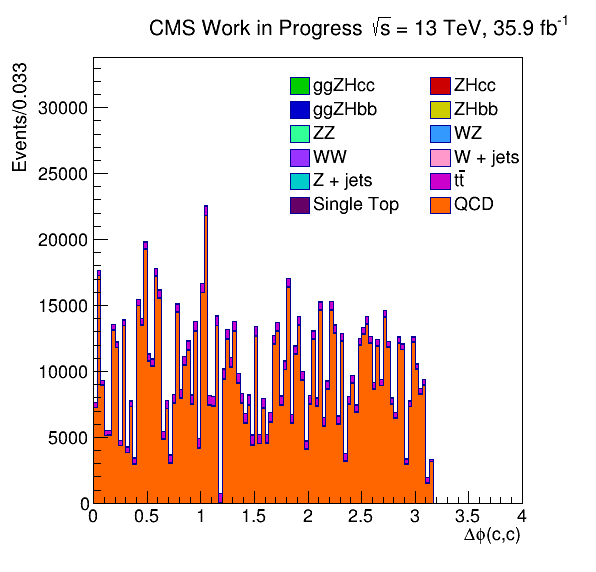 CMS Work in Progress √s = 13 TeV, 35.9 fb⁻¹
Events/0.033
30000
25000
20000
15000
10000
5000
0
ggZHcc ZHcc
ggZHbb ZHbb
ZZ WZ
WW W + jets
Z + jets tt̄
Single Top QCD
0 0.5 1 1.5 2 2.5 3 3.5 4
Δϕ(c,c)